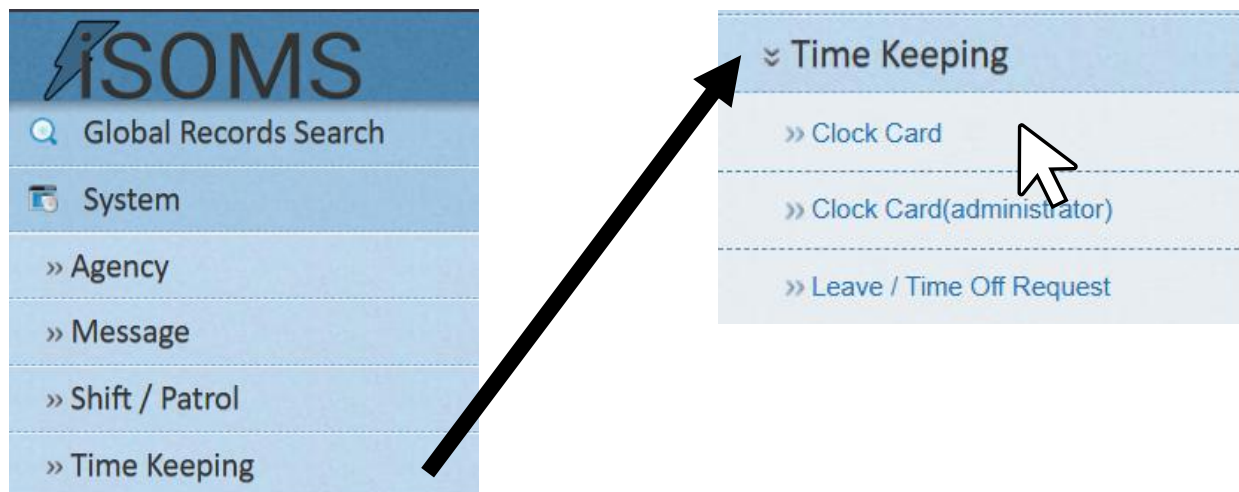 iSOMS
Global Records Search
System
» Agency
» Message
» Shift / Patrol
» Time Keeping
Time Keeping
» Clock Card
» Clock Card(administrator)
» Leave / Time Off Request